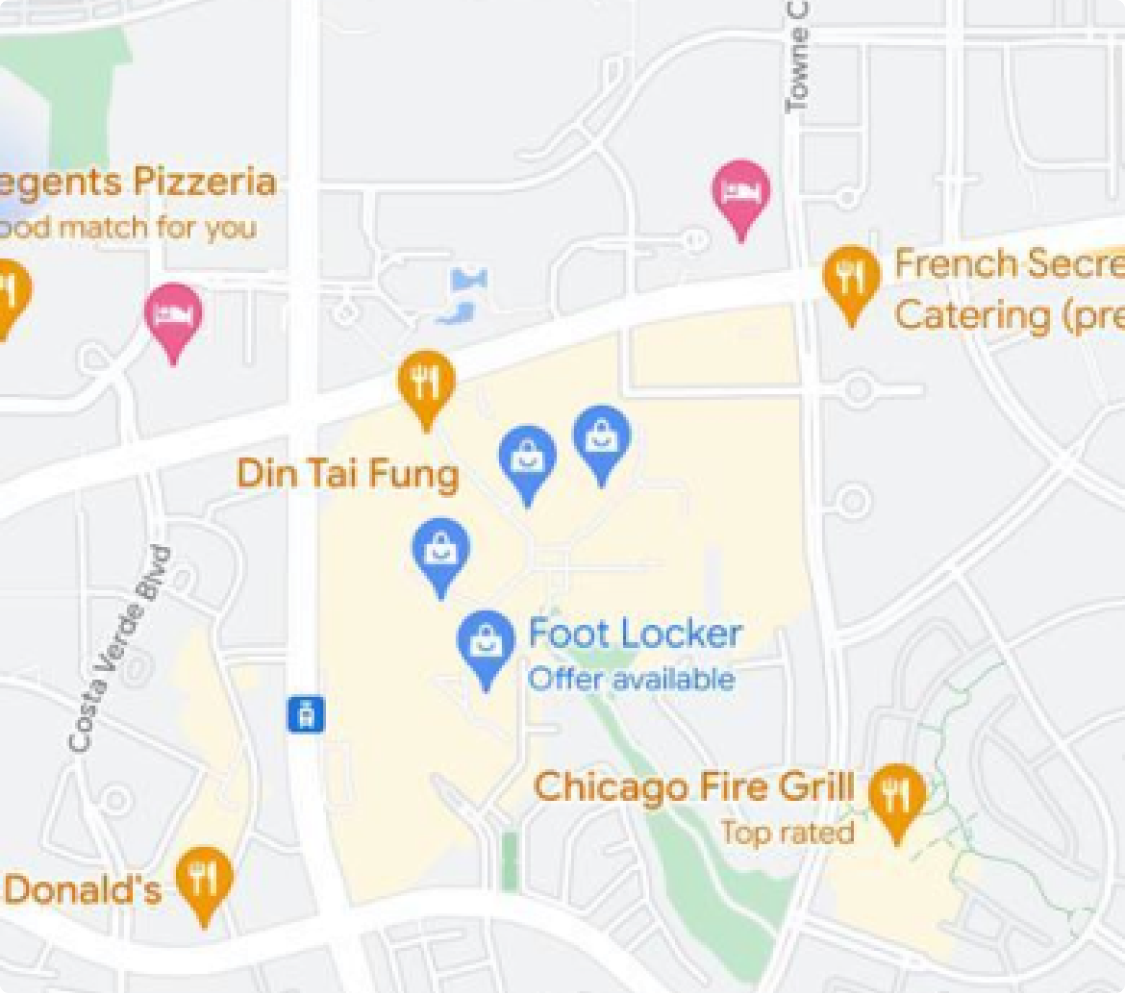 Towne C
egents Pizzeria
ood match for you
French Secre
Catering (pre
Din Tai Fung
Costa Verde Blvd
Foot Locker
Offer available
Chicago Fire Grill
Top rated
Donald's